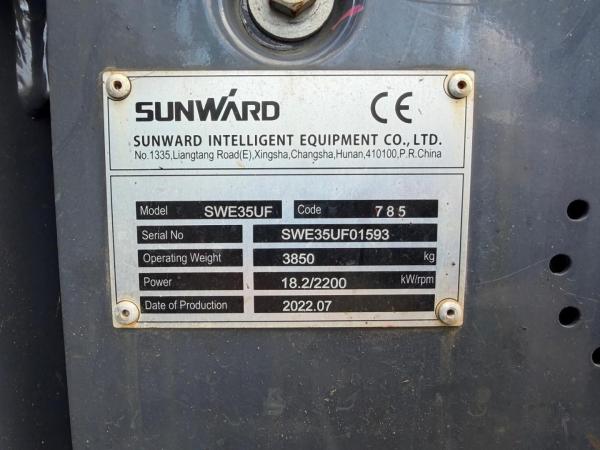 SUNWARD CE
SUNWARD INTELLIGENT EQUIPMENT CO., LTD.
No.1335,Liangtang Road(E),Xingsha,Changsha,Hunan,410100,P.R.China
Model SWE35UF Code 785
Serial No SWE35UF01593
Operating Weight 3850 kg
Power 18.2/2200 kW/rpm
Date of Production 2022.07